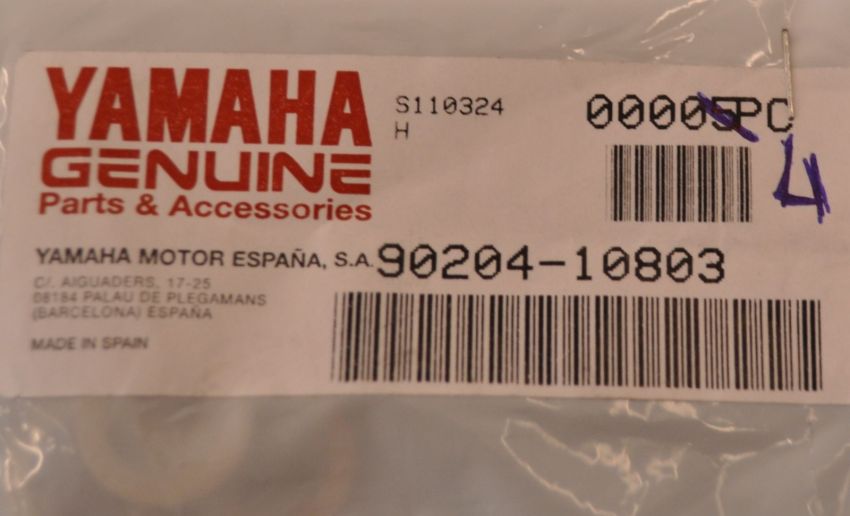 YAMAHA
GENUINE
Parts & Accessories
S110324
H
00005PC
4
YAMAHA MOTOR ESPAÑA, S.A.
90204-10803
C/. AIGUADERS, 17-25
08184 PALAU DE PLEGAMANS
(BARCELONA) ESPAÑA
MADE IN SPAIN